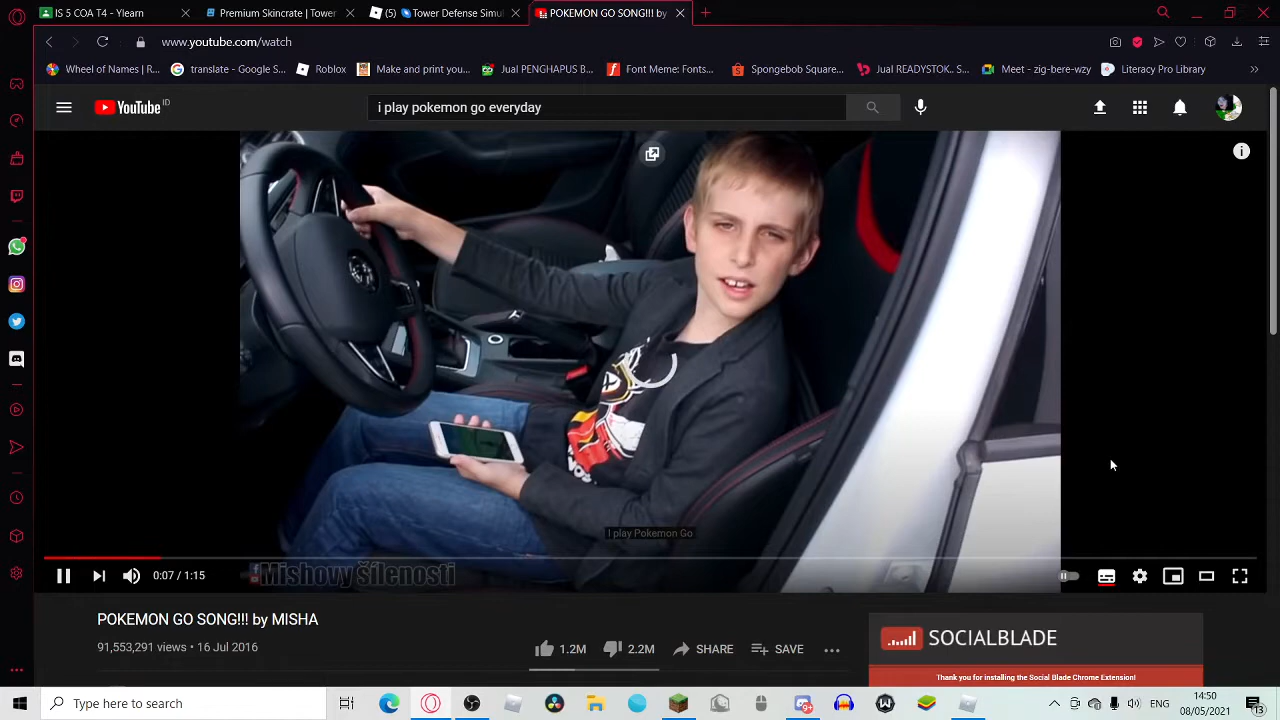 IS 5 COA T4 - Ylearn
Premium Skincrate | Tower
(5) Tower Defense Simul
POKEMON GO SONG!!! by
www.youtube.com/watch
Wheel of Names | R...
translate - Google S...
Roblox
Make and print you...
Jual PENGHAPUS B...
Font Meme: Fonts...
Spongebob Square...
Jual READYSTOK.. S...
Meet - zig-bere-wzy
Literacy Pro Library
YouTube ID
i play pokemon go everyday
I play Pokemon Go
Mishovy Šílenosti
0:07 / 1:15
POKEMON GO SONG!!! by MISHA
91,553,291 views • 16 Jul 2016
1.2M
2.2M
SHARE
SAVE
SOCIALBLADE
Thank you for installing the Social Blade Chrome Extension!
Type here to search
9+
ENG
14:50
08/05/2021
13